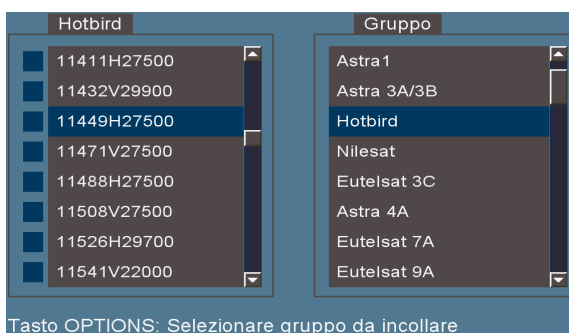 Hotbird
11411H27500
11432V29900
11449H27500
11471V27500
11488H27500
11508V27500
11526H29700
11541V22000
Gruppo
Astra1
Astra 3A/3B
Hotbird
Nilesat
Eutelsat 3C
Astra 4A
Eutelsat 7A
Eutelsat 9A
Tasto OPTIONS: Selezionare gruppo da incollare